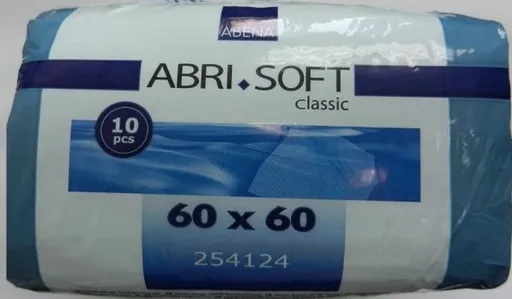 ABENA
ABRI.SOFT
classic
10
pcs
60 x 60
254124